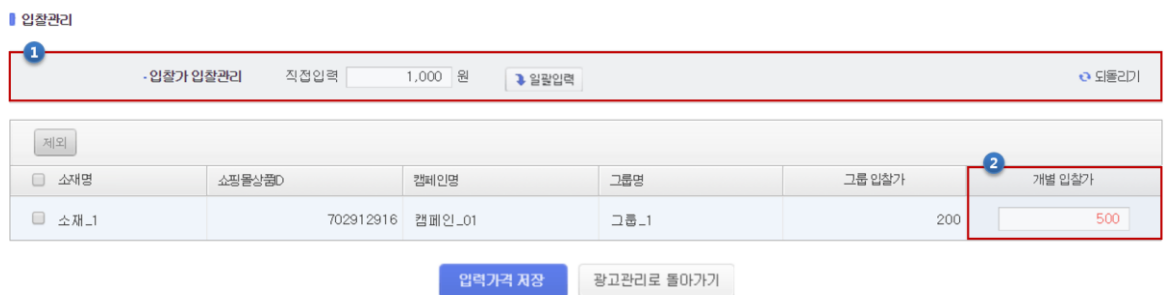 입찰관리
1
-입찰가 입찰관리 직접입력 1,000 원 일괄입력 되돌리기
제외
2
소재명 쇼핑몰상품ID 캠페인명 그룹명 그룹 입찰가 개별 입찰가
소재_1 702912916 캠페인_01 그룹_1 200 500
입력가격 저장 광고관리로 돌아가기